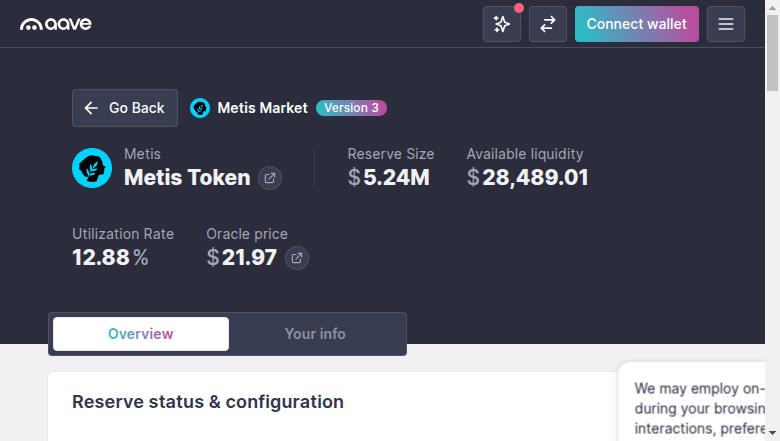 aave
Connect wallet
Go Back
Metis Market
Version 3
Metis
Metis Token
Reserve Size
$5.24M
Available liquidity
$28,489.01
Utilization Rate
12.88%
Oracle price
$21.97
Overview
Your info
Reserve status & configuration
We may employ on-
during your browsin
interactions, prefere